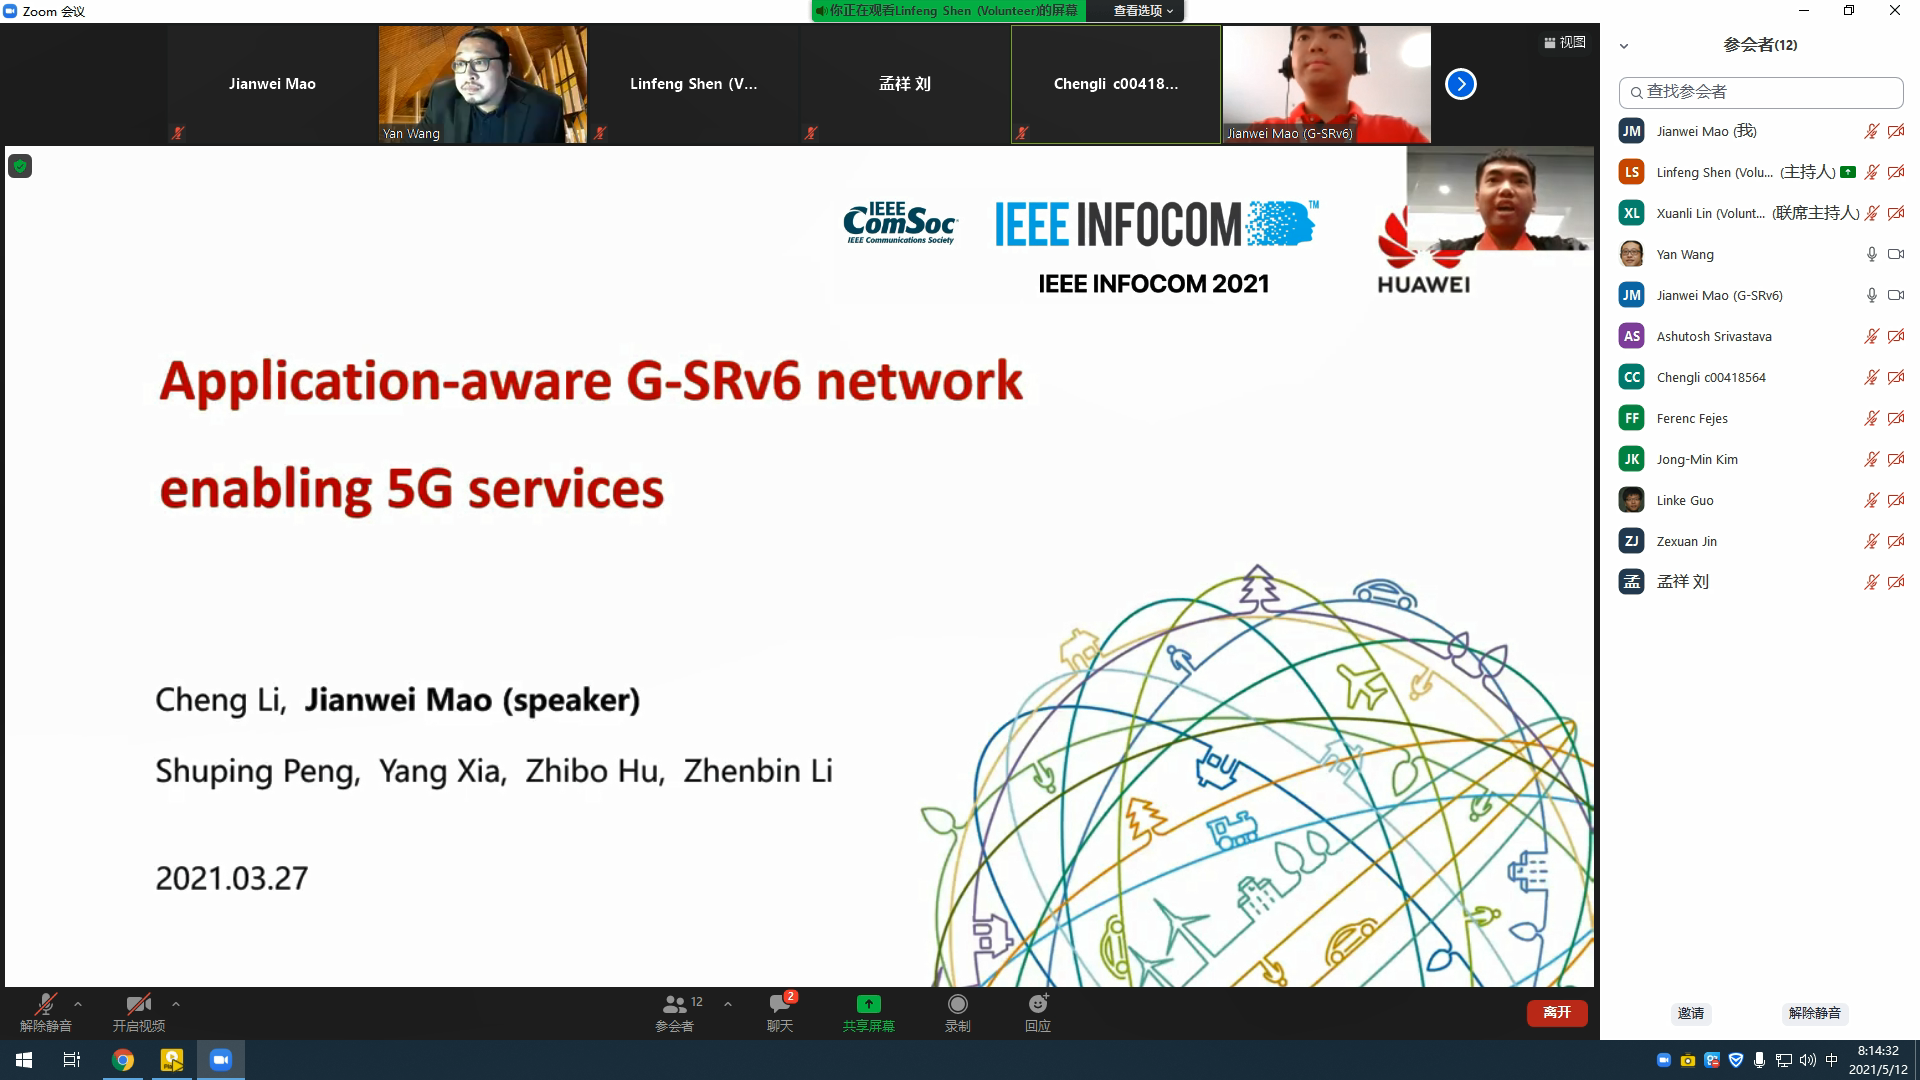 Zoom 会议
你正在观看Linfeng Shen (Volunteer)的屏幕
查看选项
Jianwei Mao
Yan Wang
Linfeng Shen (V...
孟祥 刘
Chengli c00418...
Jianwei Mao (G-SRv6)
视图
IEEE
ComSoc
IEEE Communications Society
IEEE INFOCOM
TM
IEEE INFOCOM 2021
HUAWEI
Application-aware G-SRv6 network
enabling 5G services
Cheng Li, Jianwei Mao (speaker)
Shuping Peng, Yang Xia, Zhibo Hu, Zhenbin Li
2021.03.27
参会者(12)
查找参会者
JM Jianwei Mao (我)
LS Linfeng Shen (Volu... (主持人)
XL Xuanli Lin (Volunt... (联席主持人)
Yan Wang
JM Jianwei Mao (G-SRv6)
AS Ashutosh Srivastava
CC Chengli c00418564
FF Ferenc Fejes
JK Jong-Min Kim
Linke Guo
ZJ Zexuan Jin
孟 孟祥 刘
邀请
解除静音
解除静音
开启视频
12
参会者
2
聊天
共享屏幕
录制
回应
离开
中
8:14:32
2021/5/12